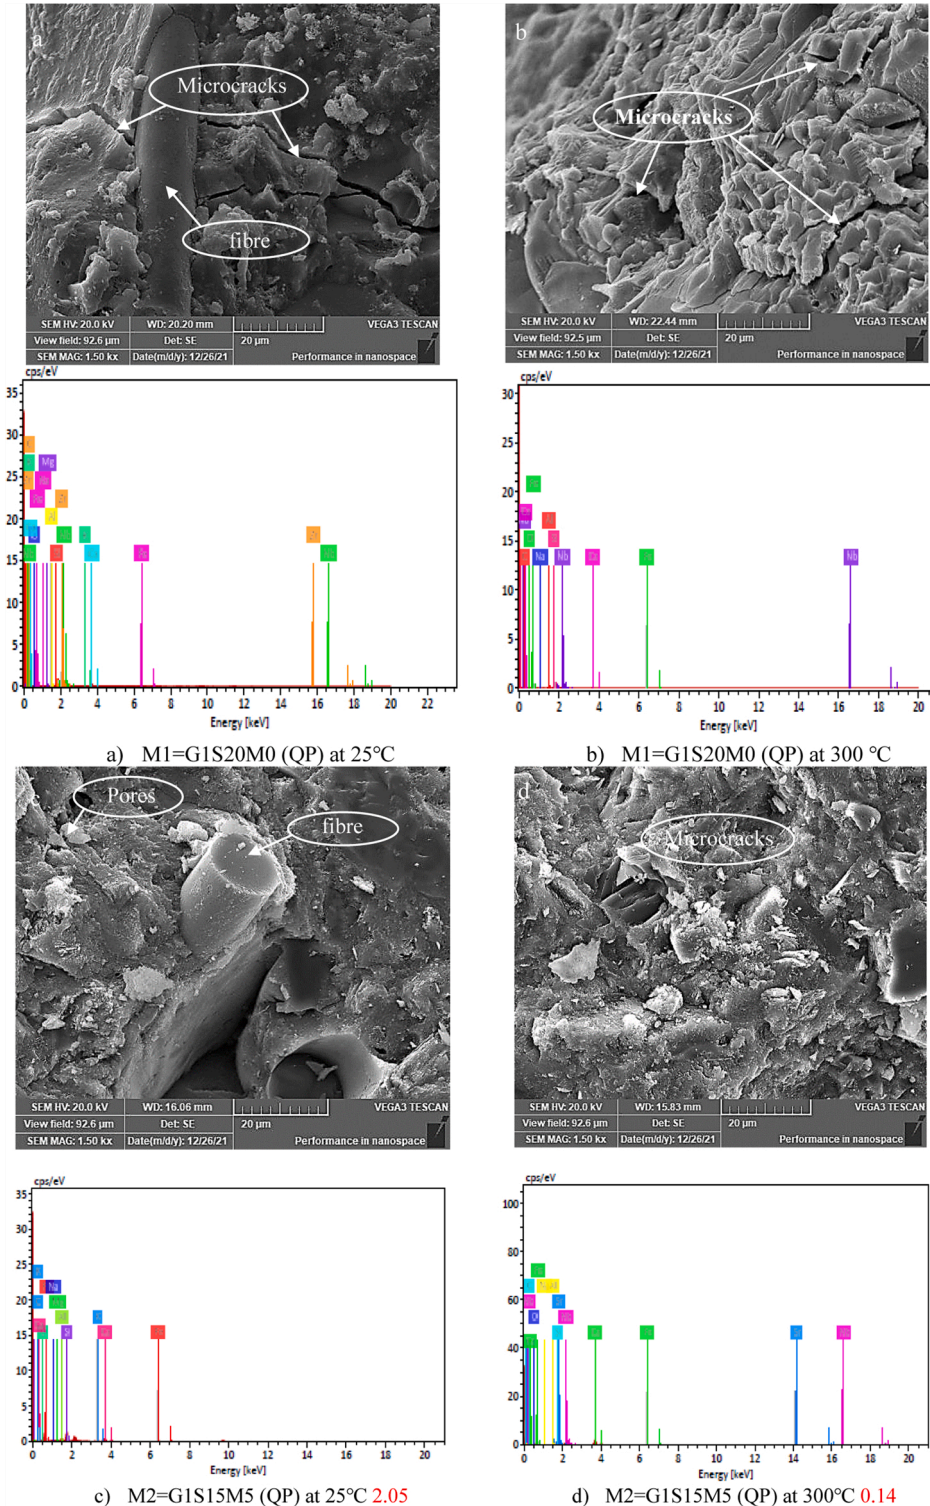 a
Microcracks
fibre
SEM HV: 20.0 kV WD: 20.20 mm VEGA3 TESCAN
View field: 92.6 µm Det: SE 20 µm
SEM MAG: 1.50 kx Date(m/d/y): 12/26/21 Performance in nanospace
b
Microcracks
SEM HV: 20.0 kV WD: 22.44 mm VEGA3 TESCAN
View field: 92.5 µm Det: SE 20 µm
SEM MAG: 1.50 kx Date(m/d/y): 12/26/21 Performance in nanospace
cps/eV
35
30
25
20
15
10
5
0
Mg
0 2 4 6 8 10 12 14 16 18 20 22
Energy [keV]
cps/eV
30
25
20
15
10
5
0
Na Nb Nb
0 2 4 6 8 10 12 14 16 18 20
Energy [keV]
a) M1=G1S20M0 (QP) at 25°C
b) M1=G1S20M0 (QP) at 300 °C
Pores
fibre
SEM HV: 20.0 kV WD: 16.06 mm VEGA3 TESCAN
View field: 92.6 µm Det: SE 20 µm
SEM MAG: 1.50 kx Date(m/d/y): 12/26/21 Performance in nanospace
d
Microcracks
SEM HV: 20.0 kV WD: 15.83 mm VEGA3 TESCAN
View field: 92.6 µm Det: SE 20 µm
SEM MAG: 1.50 kx Date(m/d/y): 12/26/21 Performance in nanospace
cps/eV
35
30
25
20
15
10
5
0
Na
0 2 4 6 8 10 12 14 16 18 20
Energy [keV]
cps/eV
100
80
60
40
20
0
0 2 4 6 8 10 12 14 16 18 20
Energy [keV]
c) M2=G1S15M5 (QP) at 25°C 2.05
d) M2=G1S15M5 (QP) at 300°C 0.14